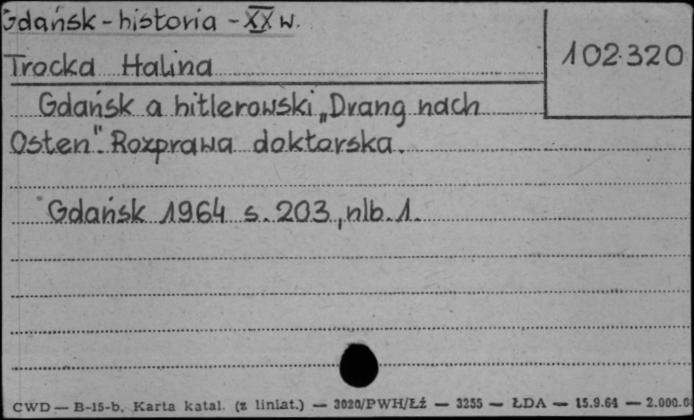 Gdańsk - historia - XX w.
102.320
Trocka Halina
Gdańsk a hitlerowski „Drang nach
Osten". Rozprawa doktorska.
Gdańsk 1964 s. 203, nlb. 1.
CWD — B-15-b, Karta katal. (z liniat.) — 3020/PWH/Łź — 3255 — ŁDA — 15.9.64 — 2.000.0